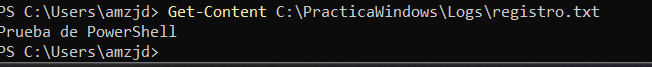 PS C:\Users\amzjd> Get-Content C:\PracticaWindows\Logs\registro.txt
Prueba de PowerShell
PS C:\Users\amzjd>